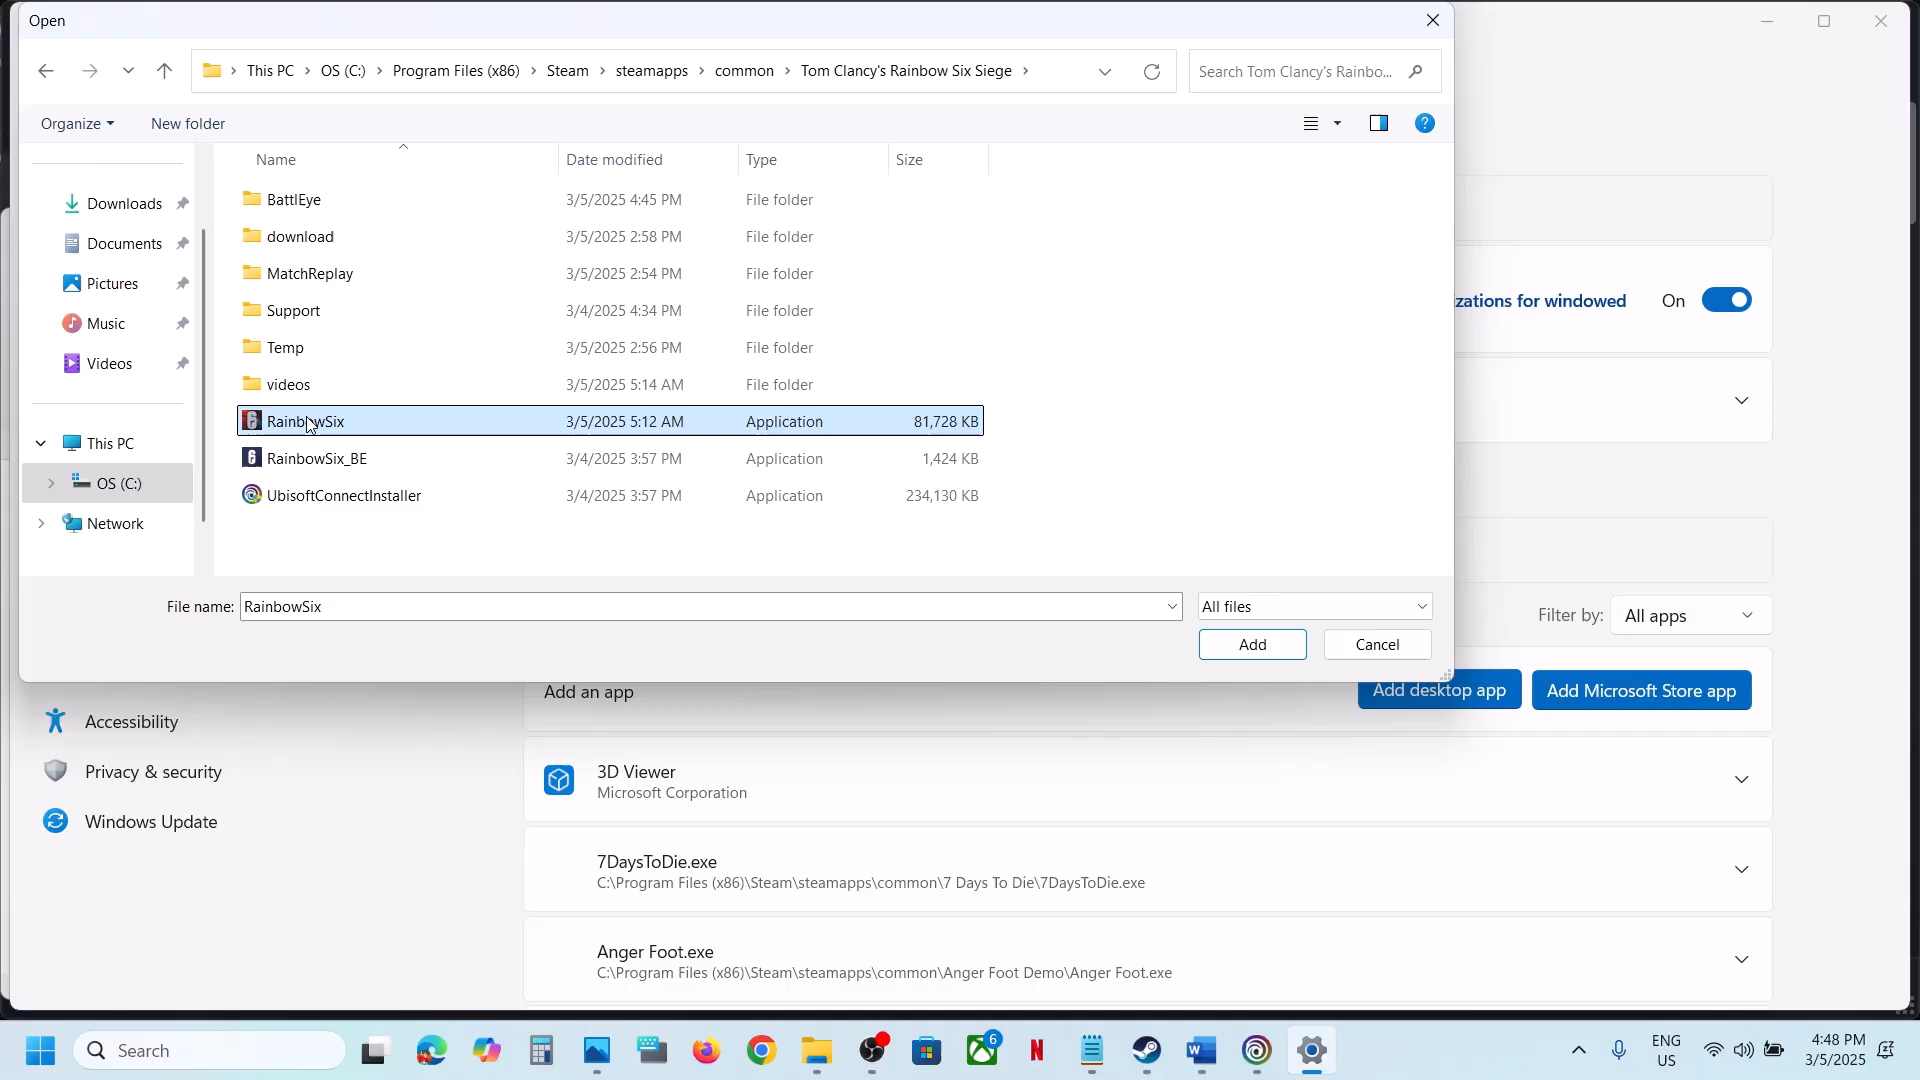 Open
This PC > OS (C:) > Program Files (x86) > Steam > steamapps > common > Tom Clancy's Rainbow Six Siege >
Search Tom Clancy's Rainbo...
Organize
New folder
Name
Date modified
Type
Size
Downloads
Documents
Pictures
Music
Videos
This PC
OS (C:)
Network
BattlEye 3/5/2025 4:45 PM File folder
download 3/5/2025 2:58 PM File folder
MatchReplay 3/5/2025 2:54 PM File folder
Support 3/4/2025 4:34 PM File folder
Temp 3/5/2025 2:56 PM File folder
videos 3/5/2025 5:14 AM File folder
RainbowSix 3/5/2025 5:12 AM Application 81,728 KB
RainbowSix_BE 3/4/2025 3:57 PM Application 1,424 KB
UbisoftConnectInstaller 3/4/2025 3:57 PM Application 234,130 KB
File name: RainbowSix
All files
Add
Cancel
izations for windowed
On
Filter by: All apps
Add an app
Add desktop app
Add Microsoft Store app
Accessibility
Privacy & security
Windows Update
3D Viewer
Microsoft Corporation
7DaysToDie.exe
C:\Program Files (x86)\Steam\steamapps\common\7 Days To Die\7DaysToDie.exe
Anger Foot.exe
C:\Program Files (x86)\Steam\steamapps\common\Anger Foot Demo\Anger Foot.exe
Search
6
ENG
US
4:48 PM
3/5/2025